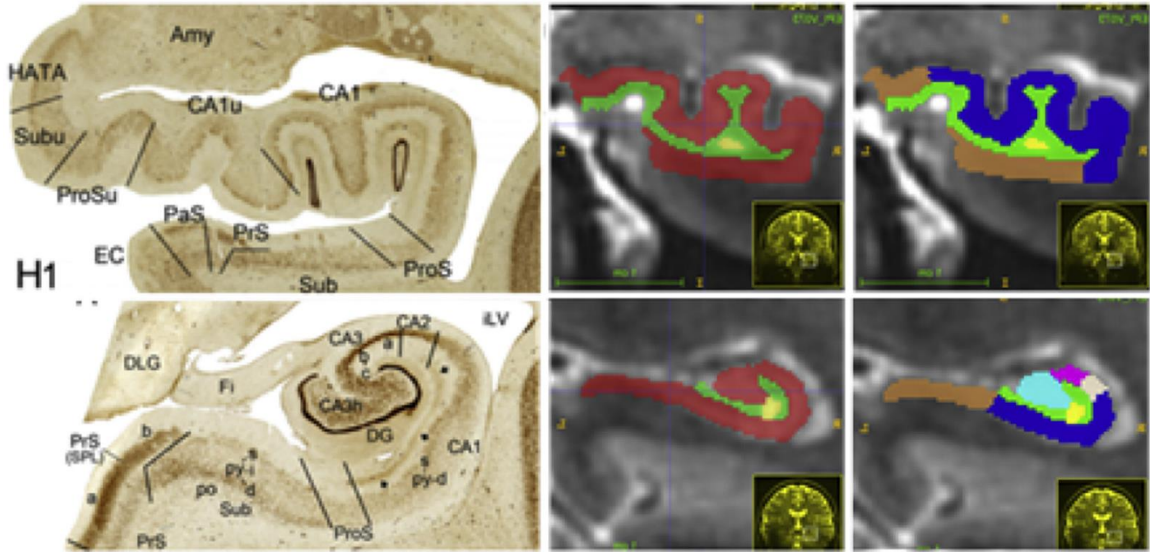 Amy
HATA
CA1u
CA1
Subu
ProSu
PaS
PrS
EC
ProS
H1
Sub
CA2
iLV
CA3
a
DLG
b
c
Fi
CA3h
DG
b
CA1
PrS
(SPL)
s
py-i
s
py-d
a
po
d
Sub
PrS
ProS